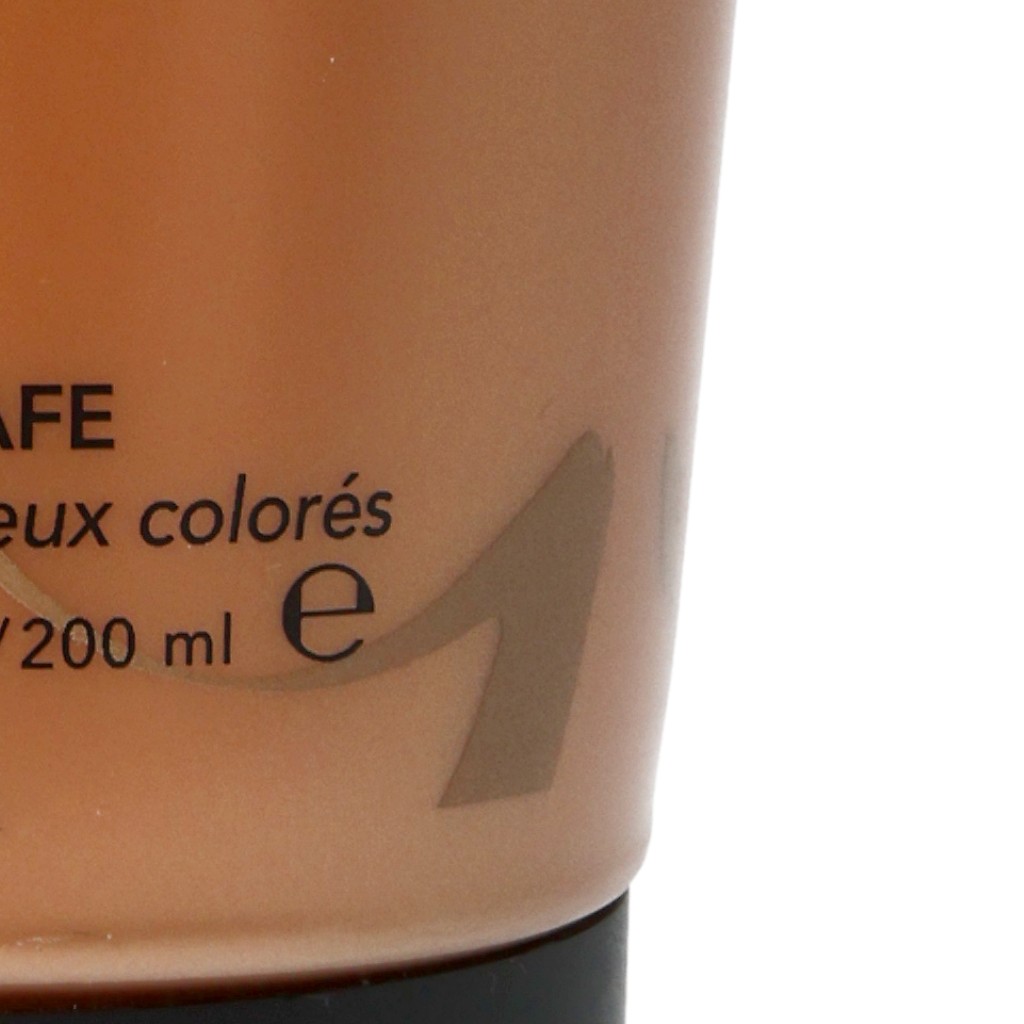 AFE
eux colorés
/200 ml e